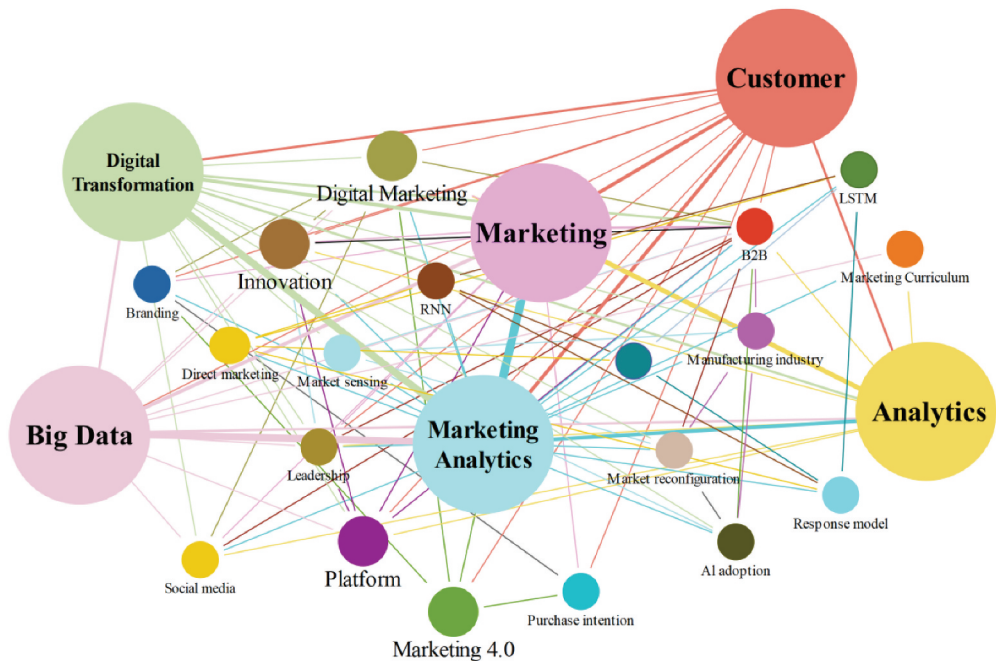 Customer
Digital
Transformation
Digital Marketing
LSTM
Marketing
B2B
Innovation
Marketing Curriculum
RNN
Branding
Direct marketing
Market sensing
Manufacturing industry
Analytics
Big Data
Marketing
Analytics
Leadership
Market reconfiguration
Response model
Platform
AI adoption
Social media
Purchase intention
Marketing 4.0